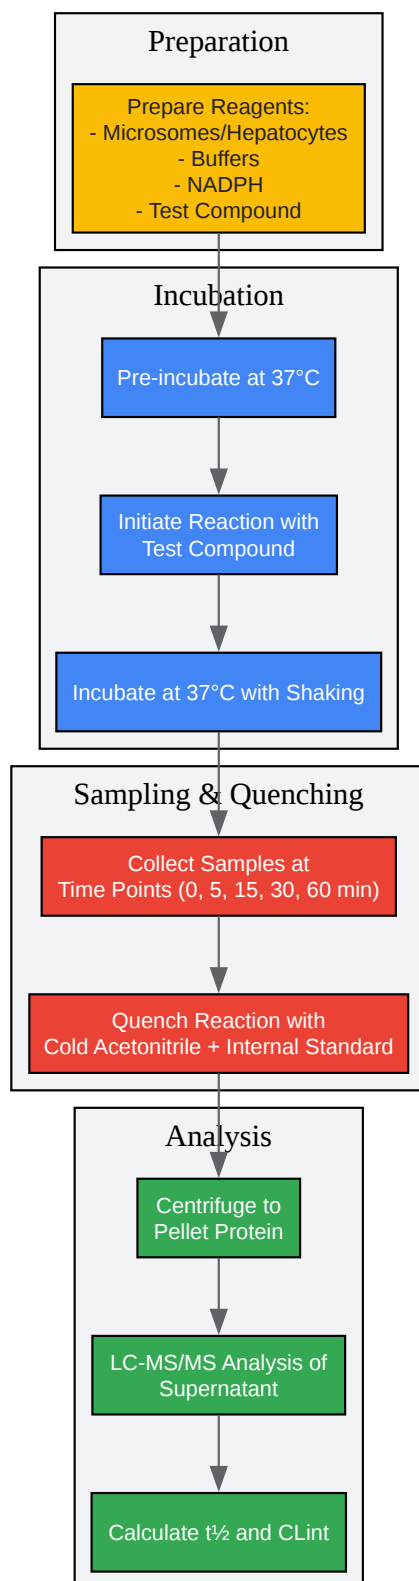 Preparation
Prepare Reagents:
- Microsomes/Hepatocytes
- Buffers
- NADPH
- Test Compound
Incubation
Pre-incubate at 37°C
Initiate Reaction with
Test Compound
Incubate at 37°C with Shaking
Sampling & Quenching
Collect Samples at
Time Points (0, 5, 15, 30, 60 min)
Quench Reaction with
Cold Acetonitrile + Internal Standard
Analysis
Centrifuge to
Pellet Protein
LC-MS/MS Analysis of
Supernatant
Calculate t½ and CLint